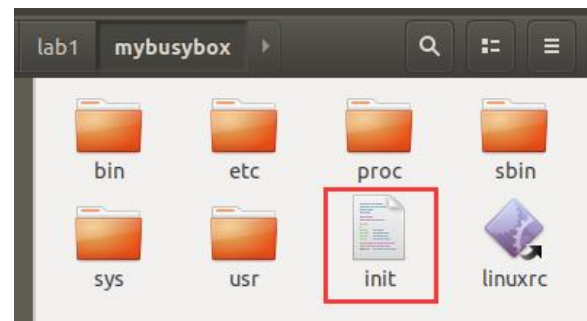 lab1 mybusybox
bin etc proc sbin
sys usr init linuxrc